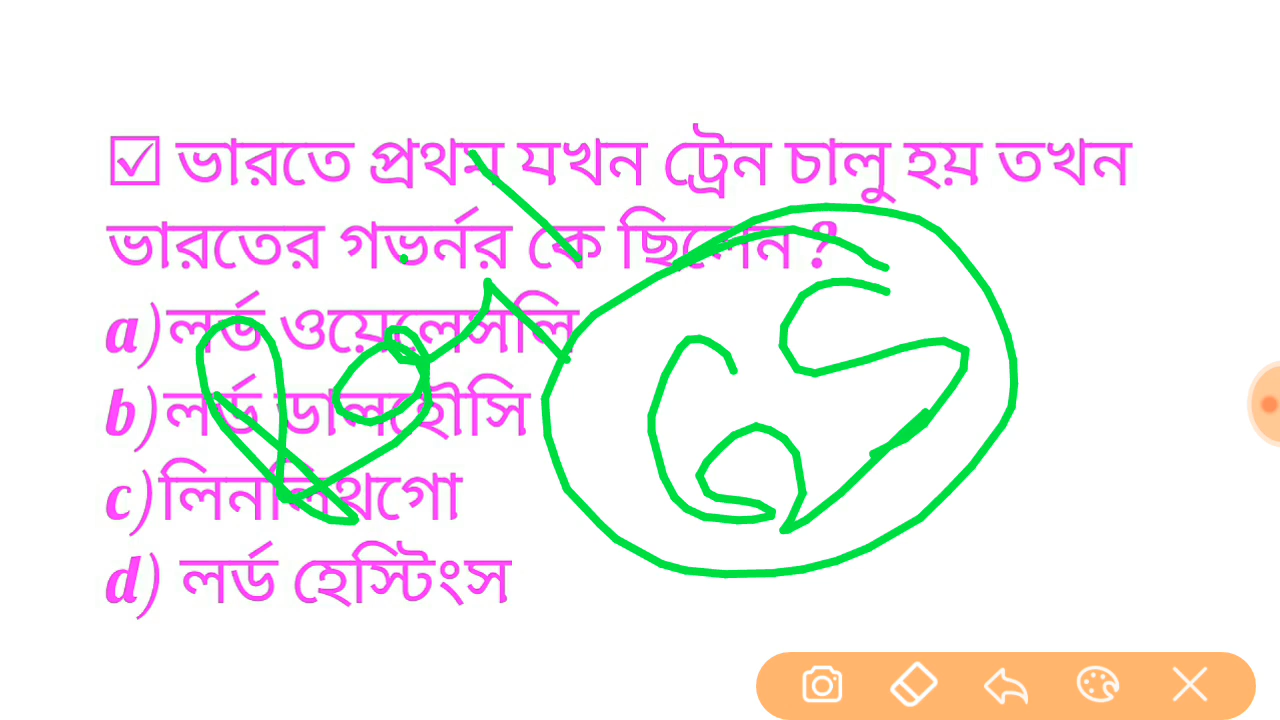 ☑ ভারতে প্রথম যখন ট্রেন চালু হয় তখন
ভারতের গভর্নর কে ছিলেন ?
a)লর্ড ওয়েলেসলি
b)লর্ড ডালহৌসি
c)লিনলিথগো
d) লর্ড হেস্টিংস